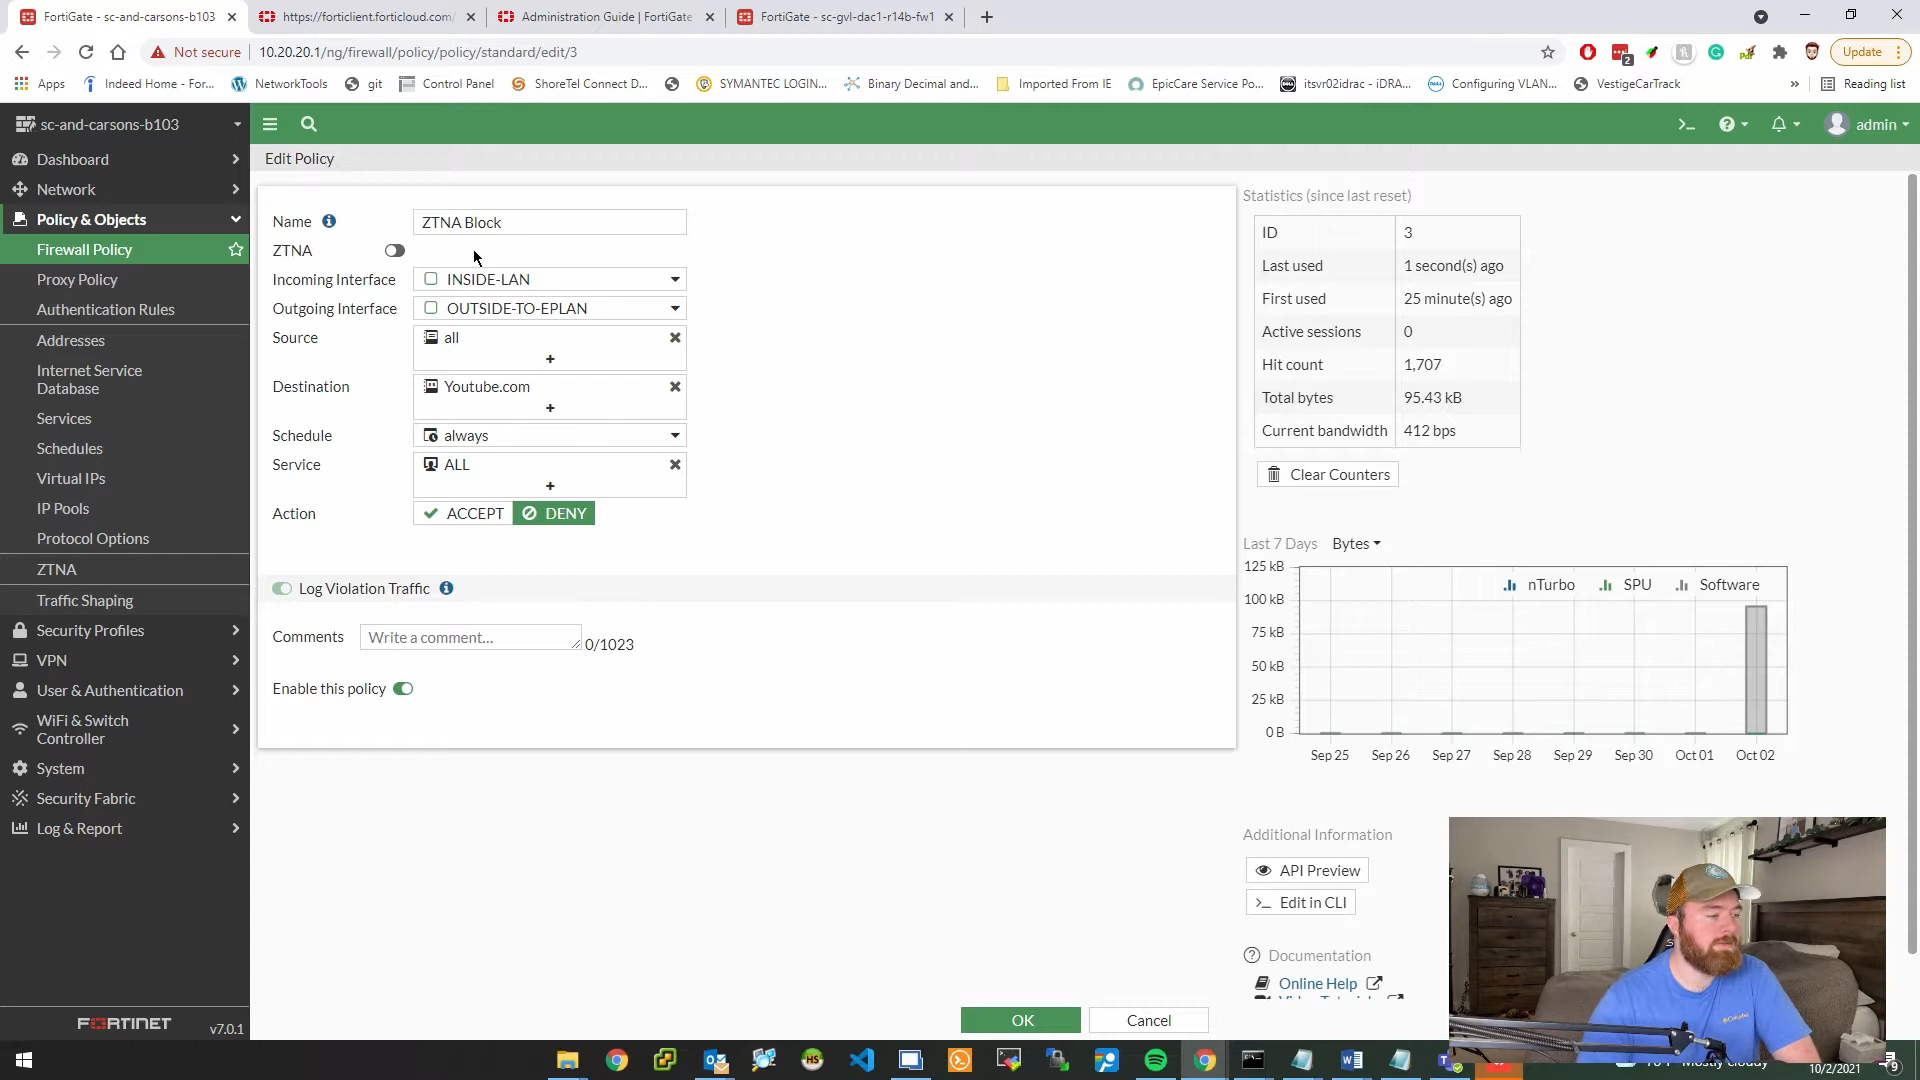 FortiGate - sc-and-carsons-b103
https://forticlient.forticloud.com/
Administration Guide | FortiGate
FortiGate - sc-gvl-dac1-r14b-fw1
Not secure
10.20.20.1/ng/firewall/policy/policy/standard/edit/3
2
Update
Apps
Indeed Home - For...
NetworkTools
git
Control Panel
ShoreTel Connect D...
SYMANTEC LOGIN...
Binary Decimal and...
Imported From IE
EpicCare Service Po...
itsvr02idrac - iDRA...
Configuring VLAN...
VestigeCarTrack
»
Reading list
sc-and-carsons-b103
admin
Dashboard
Network
Policy & Objects
Firewall Policy
Proxy Policy
Authentication Rules
Addresses
Internet Service
Database
Services
Schedules
Virtual IPs
IP Pools
Protocol Options
ZTNA
Traffic Shaping
Security Profiles
VPN
User & Authentication
WiFi & Switch
Controller
System
Security Fabric
Log & Report
FORTINET
v7.0.1
Edit Policy
Name
ZTNA Block
ZTNA
Incoming Interface
INSIDE-LAN
Outgoing Interface
OUTSIDE-TO-EPLAN
Source
all
+
Destination
Youtube.com
+
Schedule
always
Service
ALL
+
Action
ACCEPT
DENY
Log Violation Traffic
Comments
Write a comment...
0/1023
Enable this policy
OK
Cancel
Statistics (since last reset)
ID 3
Last used 1 second(s) ago
First used 25 minute(s) ago
Active sessions 0
Hit count 1,707
Total bytes 95.43 kB
Current bandwidth 412 bps
Clear Counters
Last 7 Days
Bytes
nTurbo
SPU
Software
125 kB
100 kB
75 kB
50 kB
25 kB
0 B
Sep 25
Sep 26
Sep 27
Sep 28
Sep 29
Sep 30
Oct 01
Oct 02
Additional Information
API Preview
>_ Edit in CLI
Documentation
Online Help
10/2/2021
9